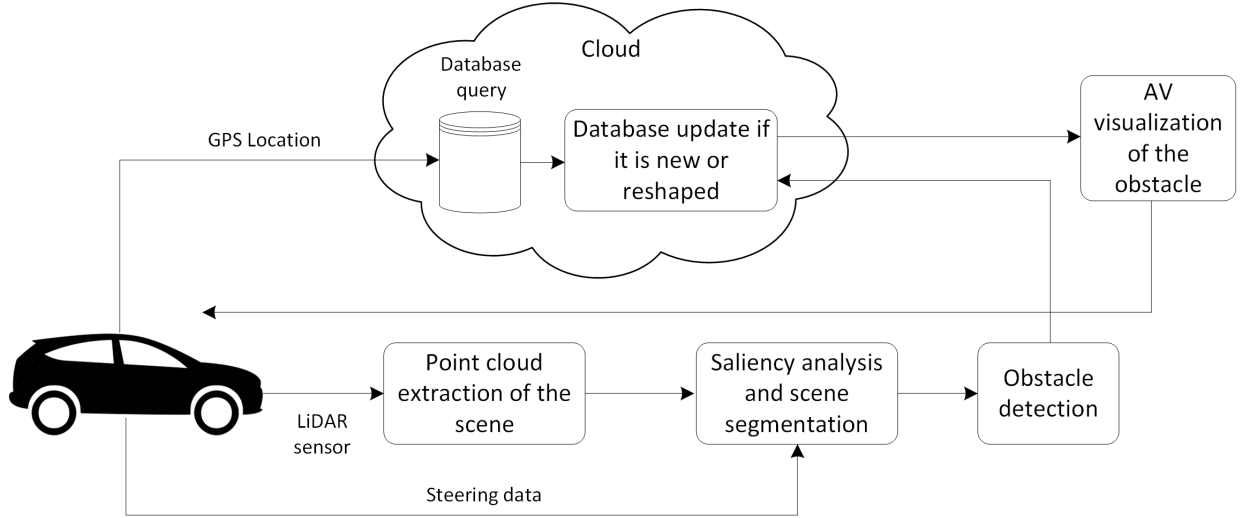 Cloud
Database
query
GPS Location
Database update if
it is new or
reshaped
AV
visualization
of the
obstacle
LiDAR
sensor
Point cloud
extraction of the
scene
Saliency analysis
and scene
segmentation
Obstacle
detection
Steering data